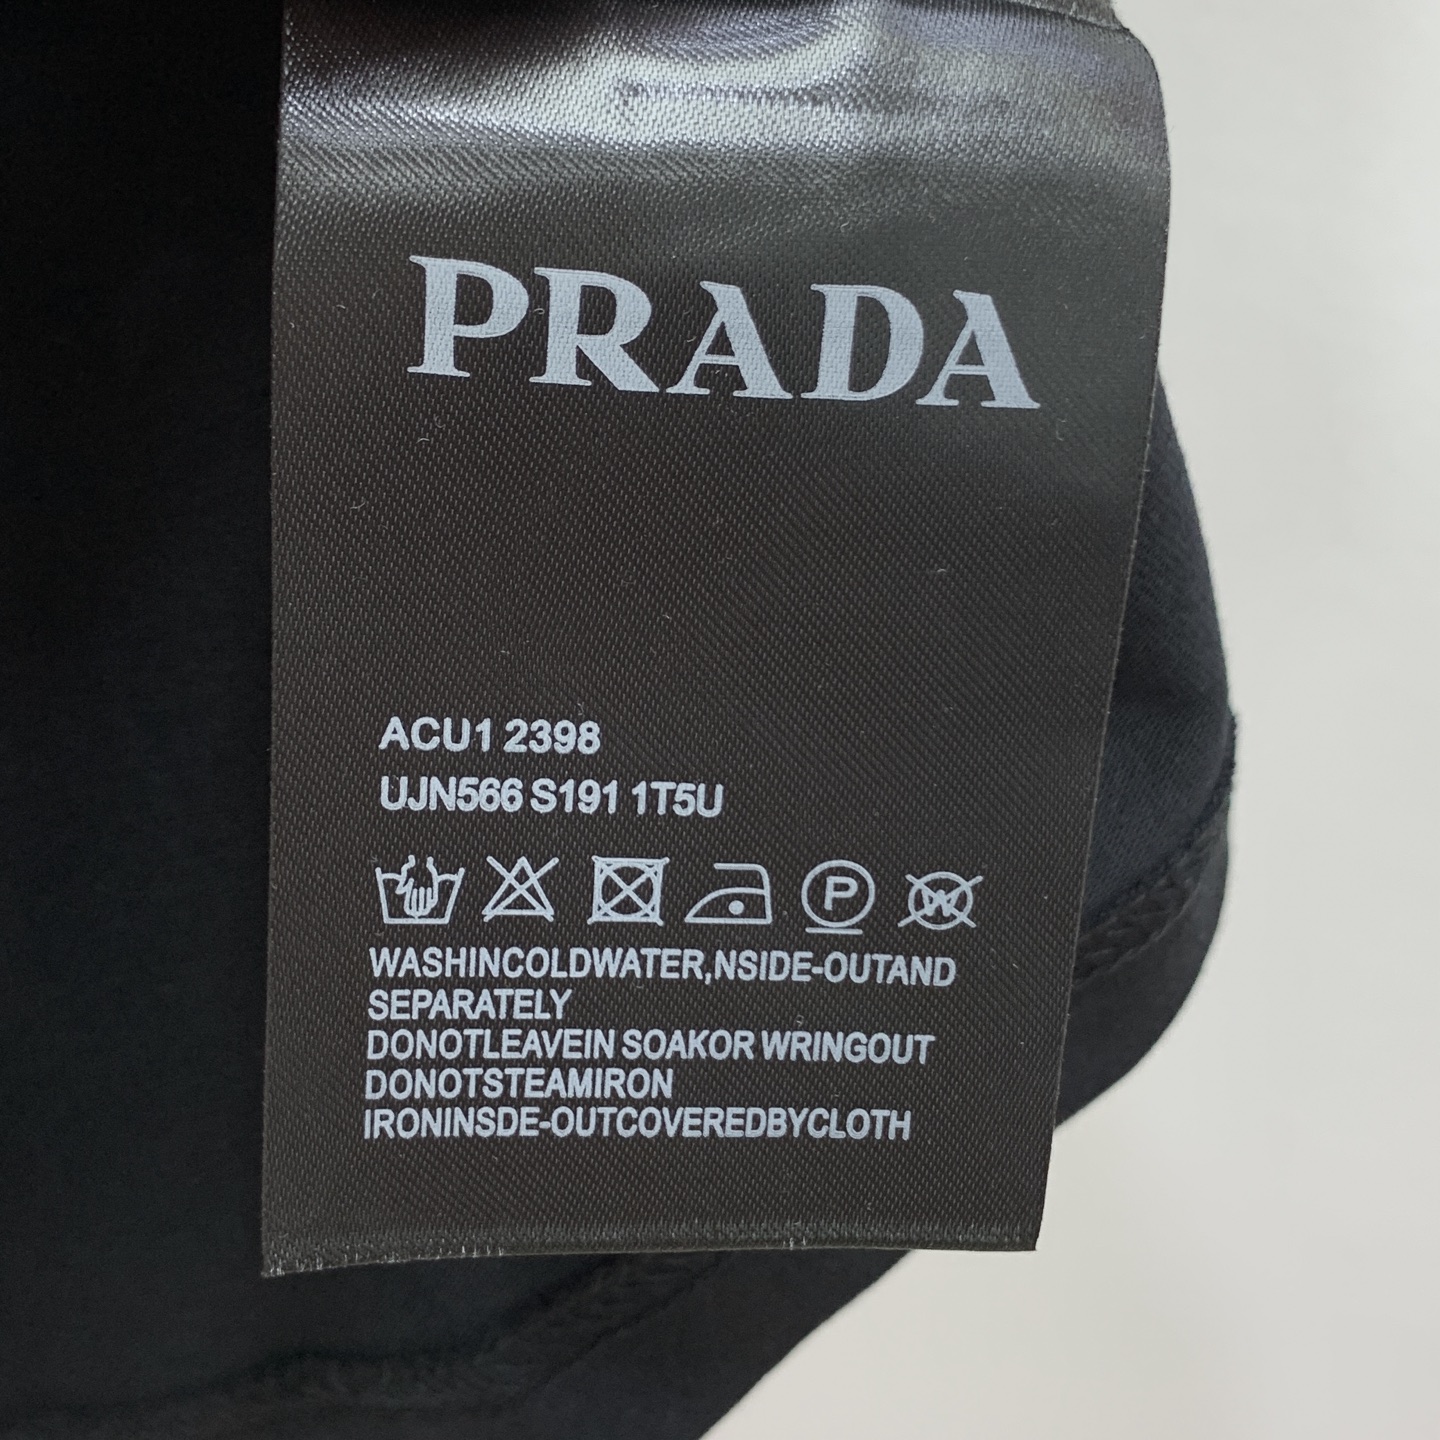 PRADA
ACU1 2398
UJN566 S191 1T5U
P W
WASHINCOLDWATER,NSIDE-OUTAND
SEPARATELY
DONOTLEAVEIN SOAKOR WRINGOUT
DONOTSTEAMIRON
IRONINSDE-OUTCOVEREDBYCLOTH